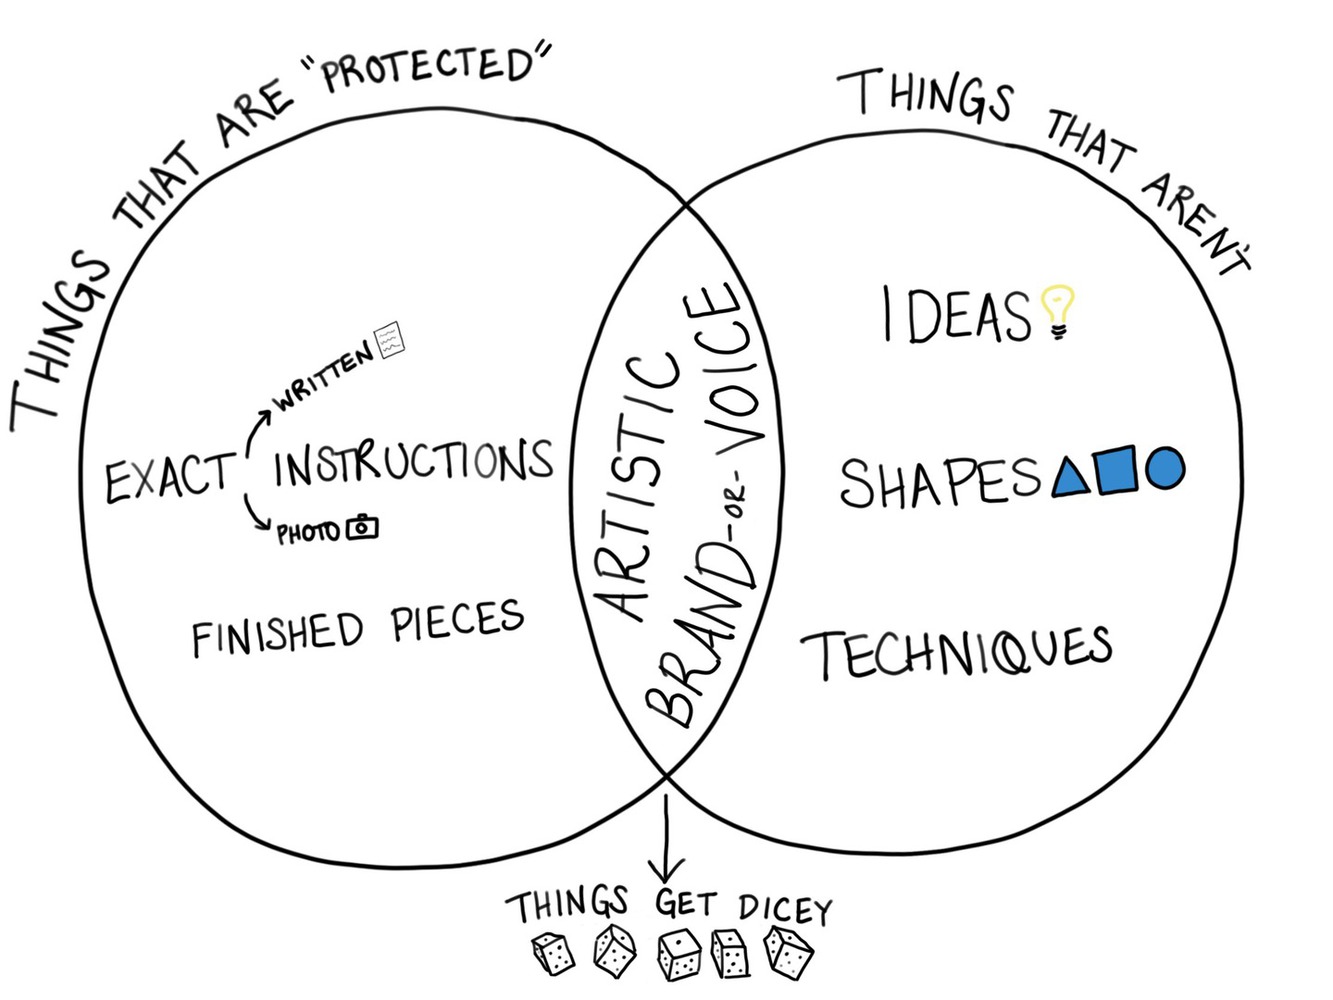 THINGS THAT ARE "PROTECTED"
THINGS THAT AREN'T
WRITTEN
EXACT INSTRUCTIONS
PHOTO
FINISHED PIECES
ARTISTIC
BRAND -OR- VOICE
IDEAS
SHAPES
TECHNIQUES
THINGS GET DICEY